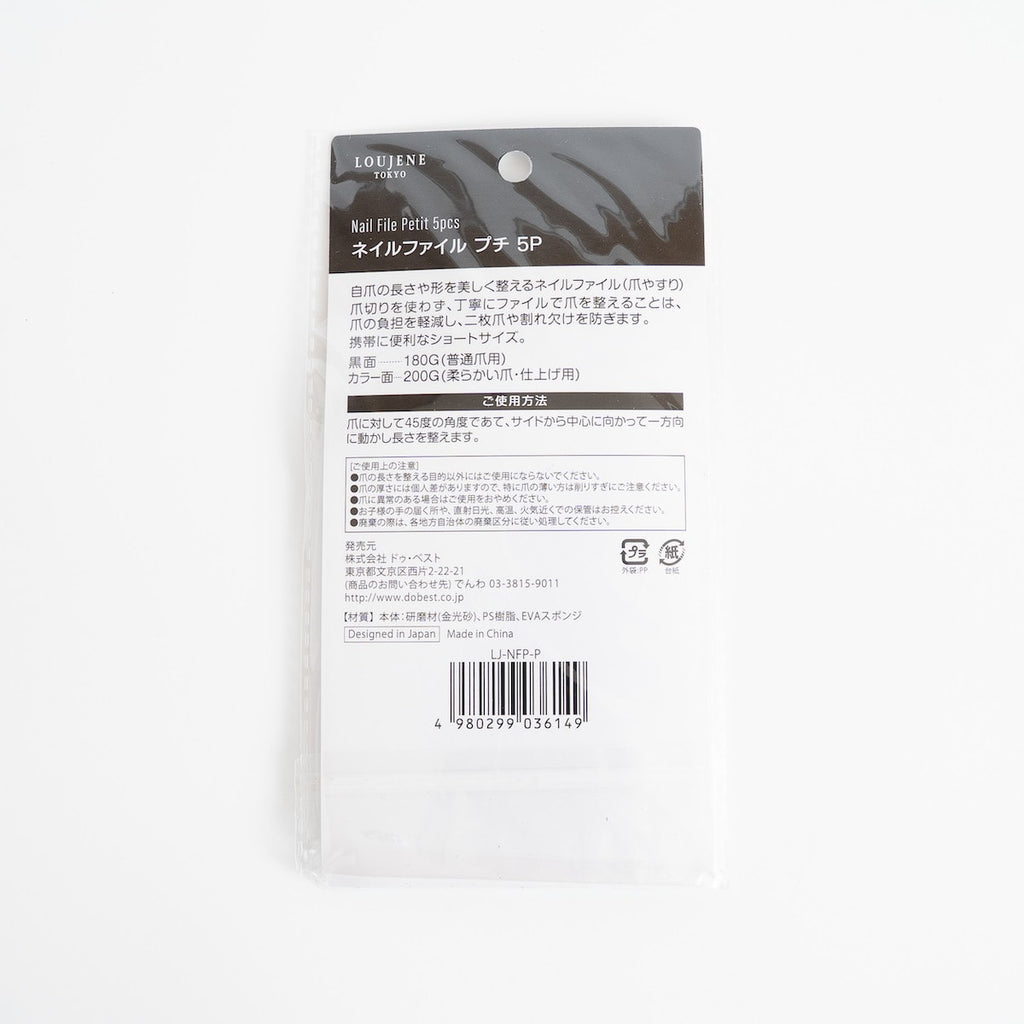 LOUJENE
TOKYO
Nail File Petit 5pcs
ネイルファイル プチ 5P
自爪の長さや形を美しく整えるネイルファイル(爪やすり)
爪切りを使わず、丁寧にファイルで爪を整えることは、
爪の負担を軽減し、二枚爪や割れ欠けを防ぎます。
携帯に便利なショートサイズ。
黒面……180G(普通爪用)
カラー面…200G(柔らかい爪・仕上げ用)
ご使用方法
爪に対して45度の角度であて、サイドから中心に向かって一方向
に動かし長さを整えます。
[ご使用上の注意]
●爪の長さを整える目的以外にはご使用にならないでください。
●爪の厚さには個人差がありますので、特に爪の薄い方は削りすぎにご注意ください。
●爪に異常のある場合はご使用をおやめください。
●お子様の手の届く所や、直射日光、高温、火気近くでの保管はお控えください。
●廃棄の際は、各地方自治体の廃棄区分に従い処理してください。
発売元
株式会社 ドゥ・ベスト
東京都文京区西片2-22-21
(商品のお問い合わせ先) でんわ 03-3815-9011
http://www.dobest.co.jp
プラ 紙
外袋:PP 台紙
【材質】 本体:研磨材(金光砂)、PS樹脂、EVAスポンジ
Designed in Japan Made in China
LJ-NFP-P
4 980299 036149